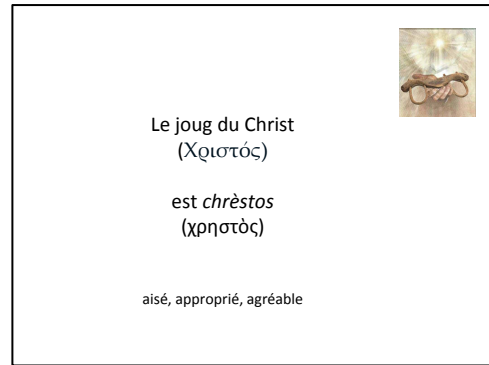 Le joug du Christ
(Χριστός)
est chrèstos
(χρηστὸς)
aisé, approprié, agréable